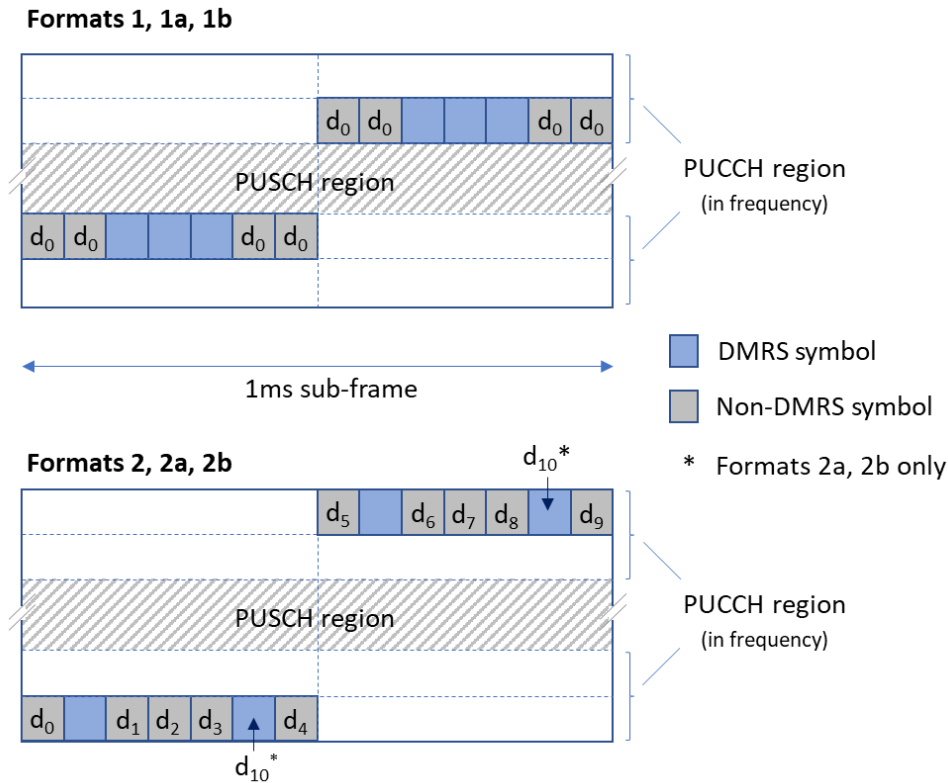 Formats 1, 1a, 1b
d₀ d₀ d₀ d₀
PUSCH region
d₀ d₀ d₀ d₀
PUCCH region
(in frequency)
1ms sub-frame
DMRS symbol
Non-DMRS symbol
* Formats 2a, 2b only
Formats 2, 2a, 2b
d₁₀*
d₅ d₆ d₇ d₈ d₉
PUSCH region
d₀ d₁ d₂ d₃ d₄
d₁₀*
PUCCH region
(in frequency)